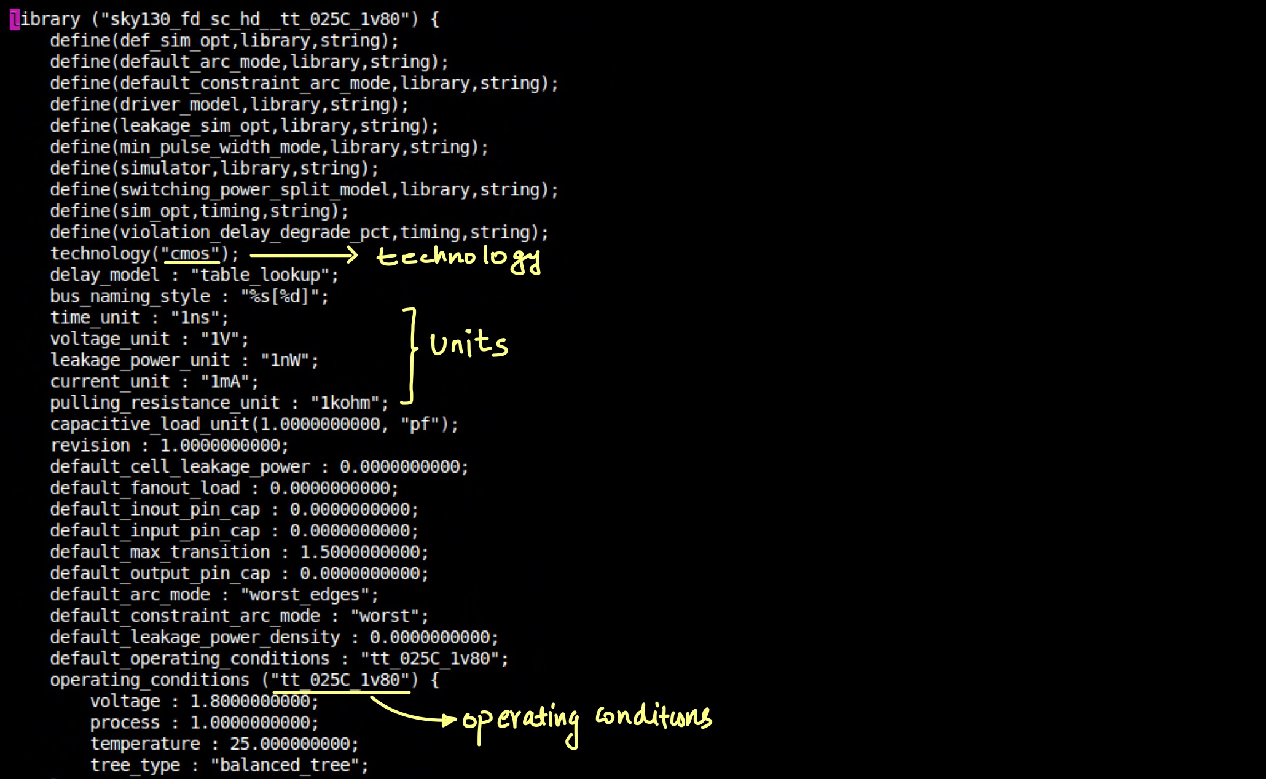 library ("sky130_fd_sc_hd__tt_025C_1v80") {
define(def_sim_opt,library,string);
define(default_arc_mode,library,string);
define(default_constraint_arc_mode,library,string);
define(driver_model,library,string);
define(leakage_sim_opt,library,string);
define(min_pulse_width_mode,library,string);
define(simulator,library,string);
define(switching_power_split_model,library,string);
define(sim_opt,timing,string);
define(violation_delay_degrade_pct,timing,string);
technology("cmos"); technology
delay_model : "table_lookup";
bus_naming_style : "%s[%d]";
time_unit : "1ns";
voltage_unit : "1V"; Units
leakage_power_unit : "1nW";
current_unit : "1mA";
pulling_resistance_unit : "1kohm";
capacitive_load_unit(1.0000000000, "pf");
revision : 1.0000000000;
default_cell_leakage_power : 0.0000000000;
default_fanout_load : 0.0000000000;
default_inout_pin_cap : 0.0000000000;
default_input_pin_cap : 0.0000000000;
default_max_transition : 1.5000000000;
default_output_pin_cap : 0.0000000000;
default_arc_mode : "worst_edges";
default_constraint_arc_mode : "worst";
default_leakage_power_density : 0.0000000000;
default_operating_conditions : "tt_025C_1v80";
operating_conditions ("tt_025C_1v80") {
voltage : 1.8000000000;
process : 1.0000000000; operating conditions
temperature : 25.000000000;
tree_type : "balanced_tree";